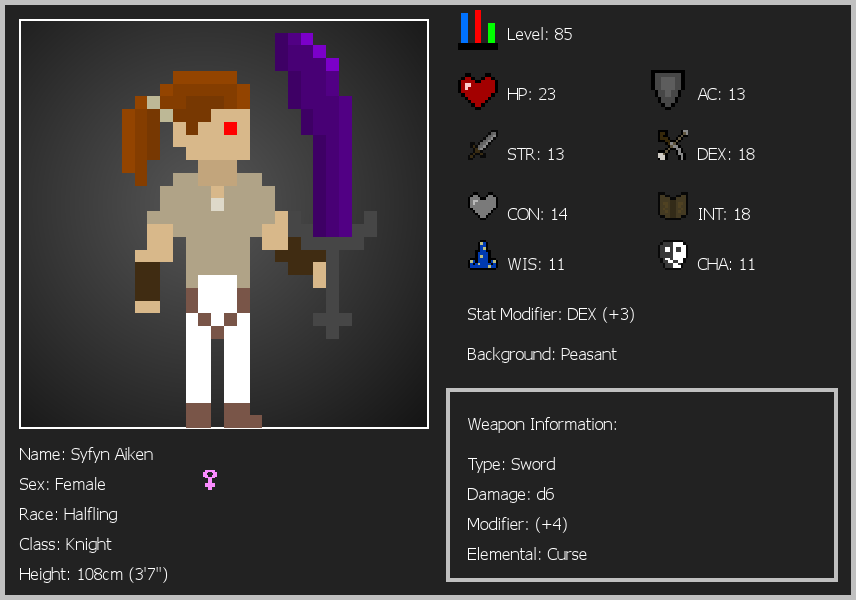 Level: 85
HP: 23
AC: 13
STR: 13
DEX: 18
CON: 14
INT: 18
WIS: 11
CHA: 11
Stat Modifier: DEX (+3)
Background: Peasant
Weapon Information:
Type: Sword
Damage: d6
Modifier: (+4)
Elemental: Curse
Name: Syfyn Aiken
Sex: Female
Race: Halfling
Class: Knight
Height: 108cm (3'7")